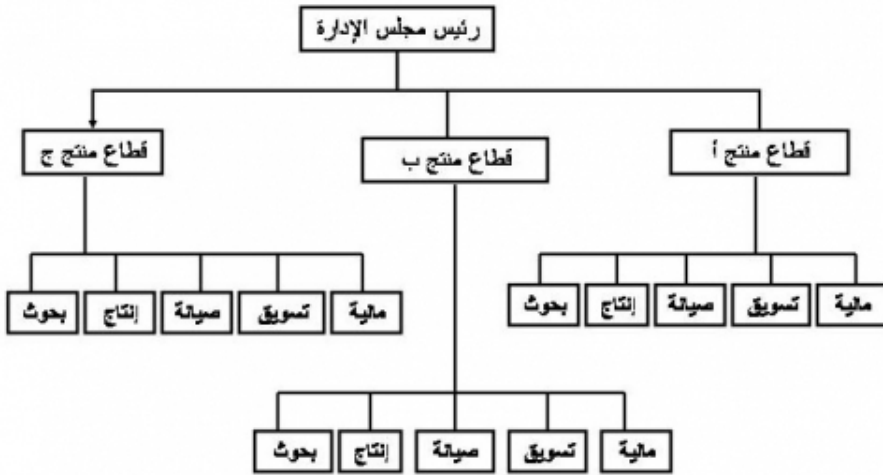 رئيس مجلس الإدارة
قطاع منتج أ
قطاع منتج ب
قطاع منتج ج
مالية
تسويق
صيانة
إنتاج
بحوث
مالية
تسويق
صيانة
إنتاج
بحوث
مالية
تسويق
صيانة
إنتاج
بحوث